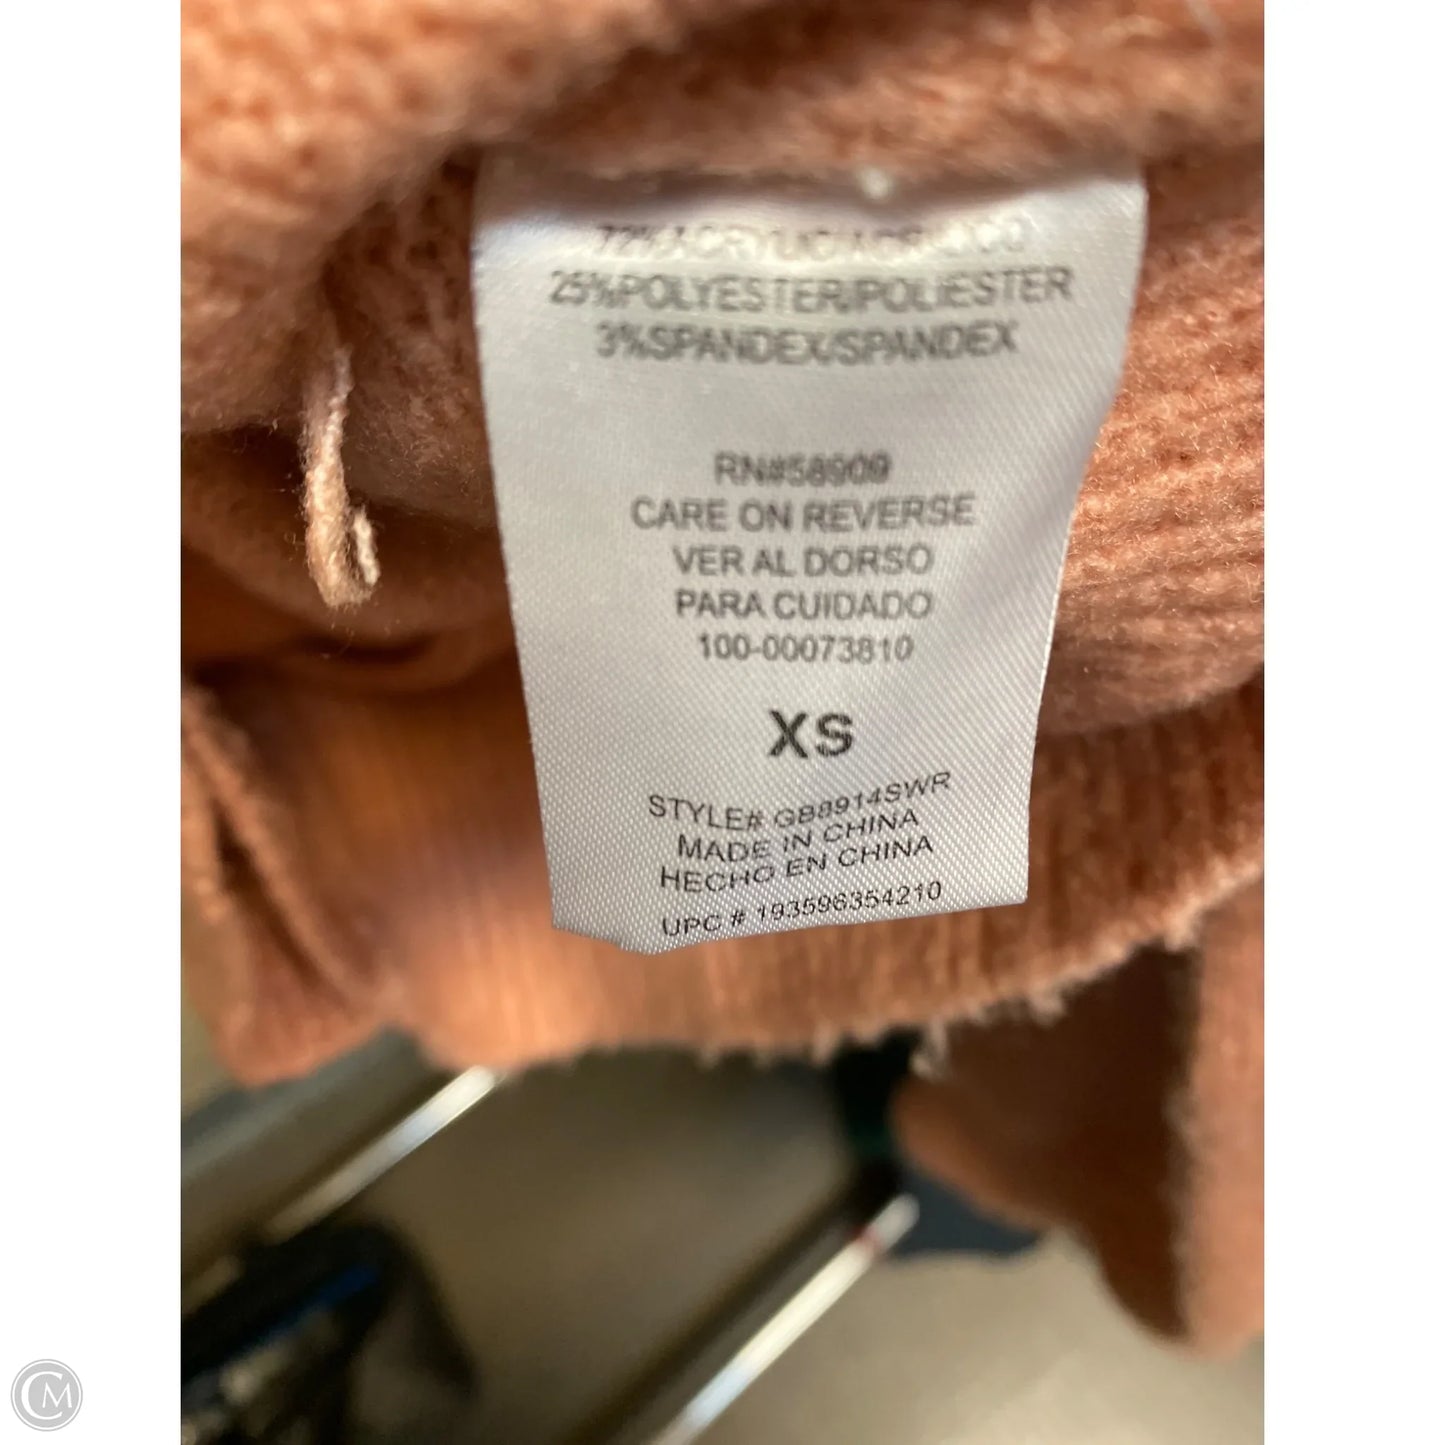 25%POLYESTER/POLIESTER
3%SPANDEX/SPANDEX
RN#58909
CARE ON REVERSE
VER AL DORSO
PARA CUIDADO
100-00073810
XS
STYLE# GB8914SWR
MADE IN CHINA
HECHO EN CHINA
UPC # 193596354210
CM